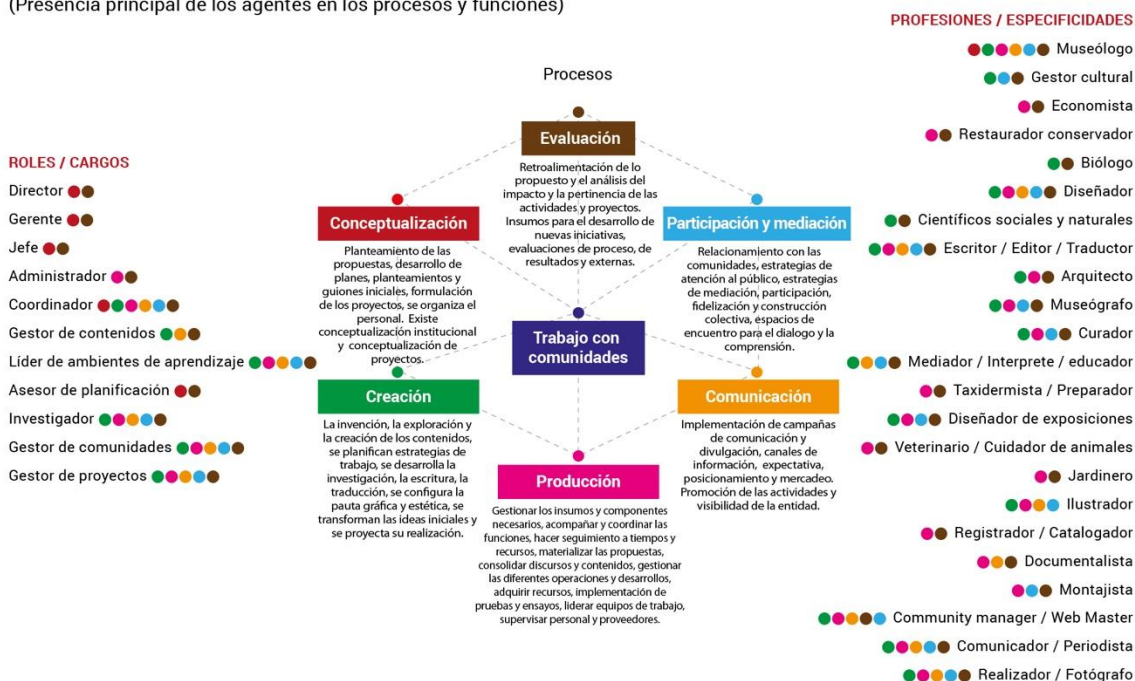 (Presencia principal de los agentes en los procesos y funciones)
PROFESIONES / ESPECIFICIDADES
Museólogo
Gestor cultural
Economista
Restaurador conservador
Biólogo
Diseñador
Científicos sociales y naturales
Escritor / Editor / Traductor
Arquitecto
Museógrafo
Curador
Mediador / Interprete / educador
Taxidermista / Preparador
Diseñador de exposiciones
Veterinario / Cuidador de animales
Jardinero
Ilustrador
Registrador / Catalogador
Documentalista
Montajista
Community manager / Web Master
Comunicador / Periodista
Realizador / Fotógrafo
ROLES / CARGOS
Director
Gerente
Jefe
Administrador
Coordinador
Gestor de contenidos
Líder de ambientes de aprendizaje
Asesor de planificación
Investigador
Gestor de comunidades
Gestor de proyectos
Procesos
Evaluación
Retroalimentación de lo
propuesto y el análisis del
impacto y la pertinencia de las
actividades y proyectos.
Insumos para el desarrollo de
nuevas iniciativas,
evaluaciones de proceso, de
resultados y externas.
Conceptualización
Planteamiento de las
propuestas, desarrollo de
planes, planteamientos y
guiones iniciales, formulación
de los proyectos, se organiza el
personal. Existe
conceptualización institucional
y conceptualización de
proyectos.
Participación y mediación
Relacionamiento con las
comunidades, estrategias de
atención al público, estrategias
de mediación, participación,
fidelización y construcción
colectiva, espacios de
encuentro para el dialogo y la
comprensión.
Trabajo con
comunidades
Creación
La invención, la exploración y
la creación de los contenidos,
se planifican estrategias de
trabajo, se desarrolla la
investigación, la escritura, la
traducción, se configura la
pauta gráfica y estética, se
transforman las ideas iniciales y
se proyecta su realización.
Comunicación
Implementación de campañas
de comunicación y
divulgación, canales de
información, expectativa,
posicionamiento y mercadeo.
Promoción de las actividades y
visibilidad de la entidad.
Producción
Gestionar los insumos y componentes
necesarios, acompañar y coordinar las
funciones, hacer seguimiento a tiempos y
recursos, materializar las propuestas,
consolidar discursos y contenidos, gestionar
las diferentes operaciones y desarrollos,
adquirir recursos, implementación de
pruebas y ensayos, liderar equipos de trabajo,
supervisar personal y proveedores.